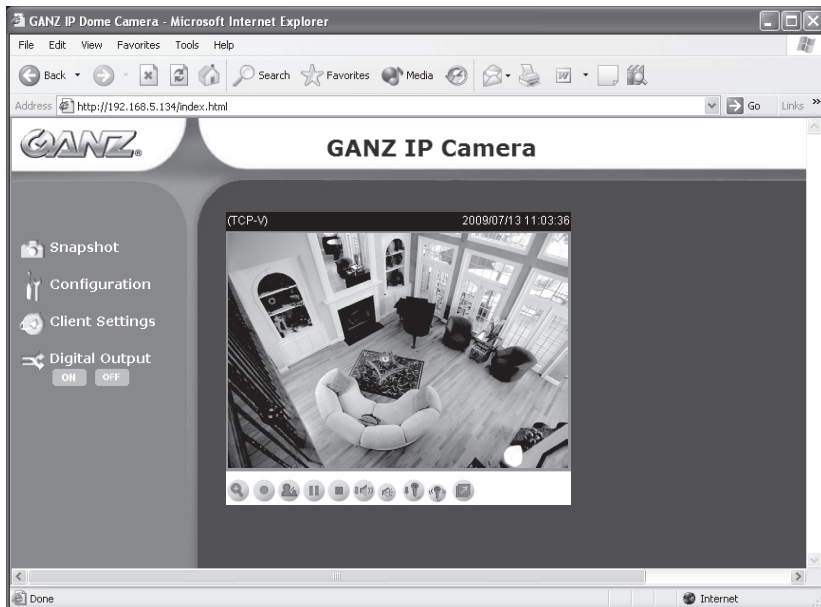 GANZ IP Dome Camera - Microsoft Internet Explorer
File Edit View Favorites Tools Help
Back Search Favorites Media
Address http://192.168.5.134/index.html Go Links »
GANZ® GANZ IP Camera
(TCP-V) 2009/07/13 11:03:36
Snapshot
Configuration
Client Settings
Digital Output
ON OFF
Done Internet